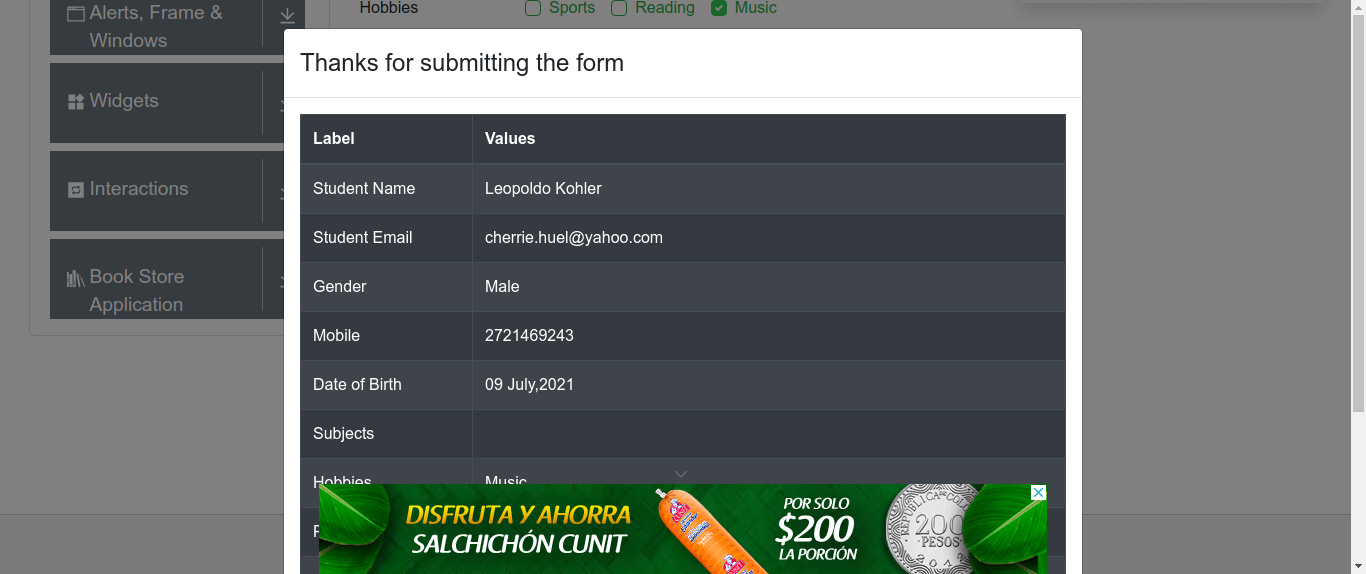 Alerts, Frame &
Windows
Widgets
Interactions
Book Store
Application
Hobbies Sports Reading Music
Thanks for submitting the form
Label Values
Student Name Leopoldo Kohler
Student Email cherrie.huel@yahoo.com
Gender Male
Mobile 2721469243
Date of Birth 09 July,2021
Subjects
Hobbies Music
DISFRUTA Y AHORRA
SALCHICHÓN CUNIT
POR SOLO
$200
LA PORCIÓN
200
PESOS